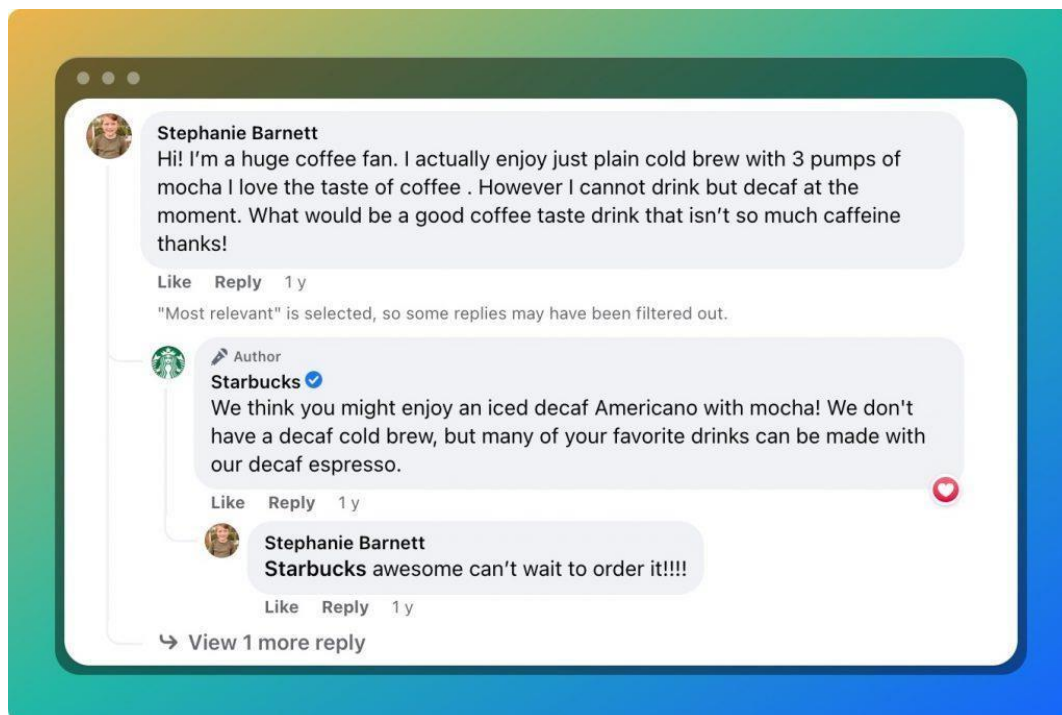 Stephanie Barnett
Hi! I'm a huge coffee fan. I actually enjoy just plain cold brew with 3 pumps of
mocha I love the taste of coffee . However I cannot drink but decaf at the
moment. What would be a good coffee taste drink that isn't so much caffeine
thanks!
Like Reply 1 y
"Most relevant" is selected, so some replies may have been filtered out.
Author
Starbucks
We think you might enjoy an iced decaf Americano with mocha! We don't
have a decaf cold brew, but many of your favorite drinks can be made with
our decaf espresso.
Like Reply 1 y
Stephanie Barnett
Starbucks awesome can't wait to order it!!!!
Like Reply 1 y
View 1 more reply